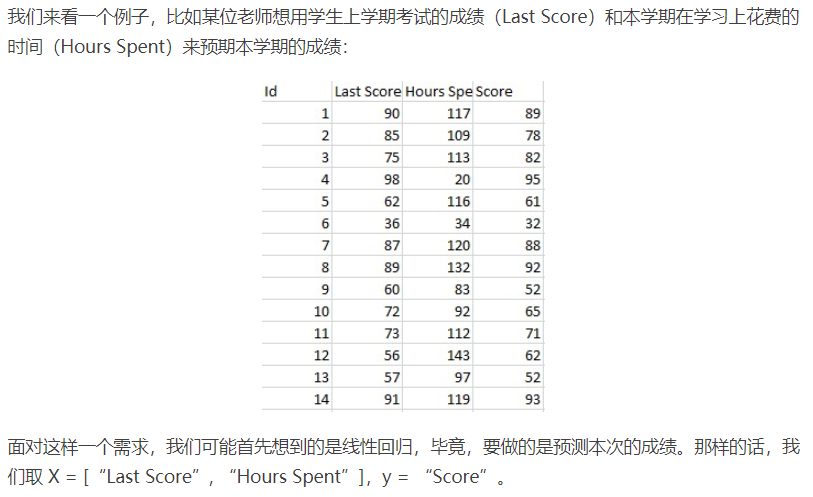 我们来看一个例子，比如某位老师想用学生上学期考试的成绩（Last Score）和本学期在学习上花费的
时间（Hours Spent）来预期本学期的成绩：
Id Last Score Hours Spe Score
1 90 117 89
2 85 109 78
3 75 113 82
4 98 20 95
5 62 116 61
6 36 34 32
7 87 120 88
8 89 132 92
9 60 83 52
10 72 92 65
11 73 112 71
12 56 143 62
13 57 97 52
14 91 119 93
面对这样一个需求，我们可能首先想到的是线性回归，毕竟，要做的是预测本次的成绩。那样的话，我
们取 X = [“Last Score”, “Hours Spent”]，y = “Score”。